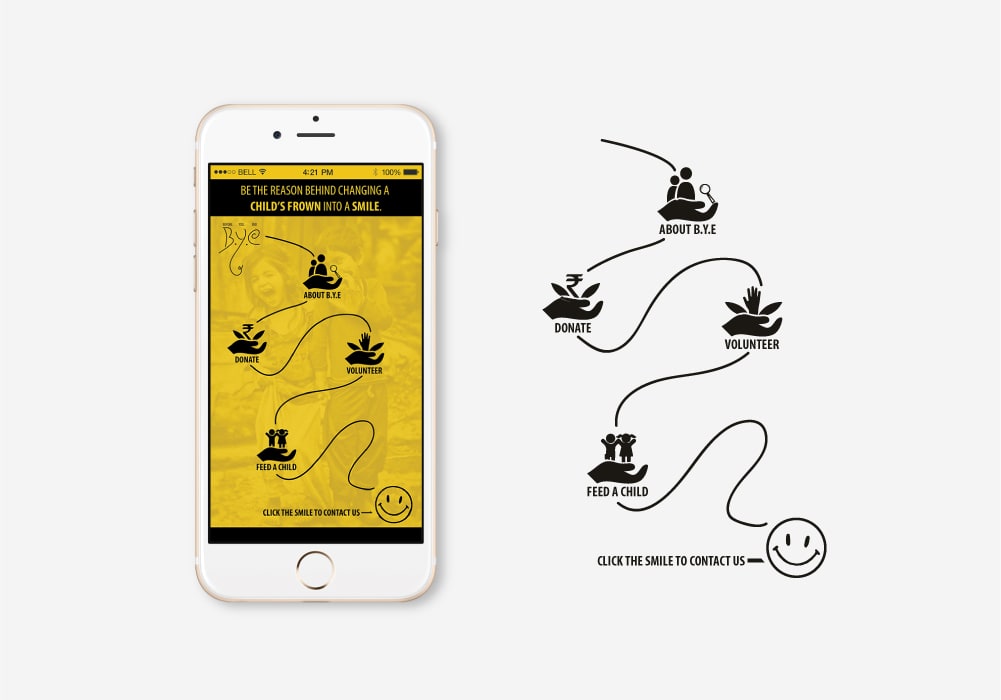 BELL 4:21 PM 100%
BE THE REASON BEHIND CHANGING A
CHILD'S FROWN INTO A SMILE.
B.y.e
ABOUT B.Y.E
DONATE
VOLUNTEER
FEED A CHILD
CLICK THE SMILE TO CONTACT US
ABOUT B.Y.E
DONATE
VOLUNTEER
FEED A CHILD
CLICK THE SMILE TO CONTACT US